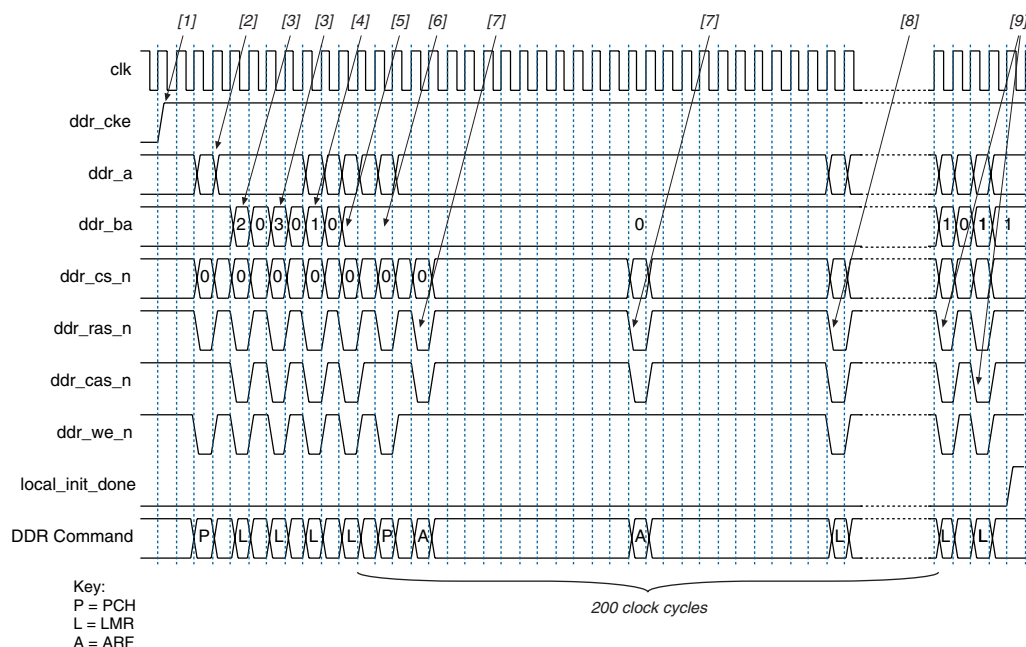 [1] [2] [3] [3] [4] [5] [6] [7] [7] [8] [9]
clk
ddr_cke
ddr_a
ddr_ba 2 0 3 0 1 0 0 1 0 1 1
ddr_cs_n 0 0 0 0 0 0 0
ddr_ras_n
ddr_cas_n
ddr_we_n
local_init_done
DDR Command P L L L L P A A L L L
200 clock cycles
Key:
P = PCH
L = LMR
A = ARF